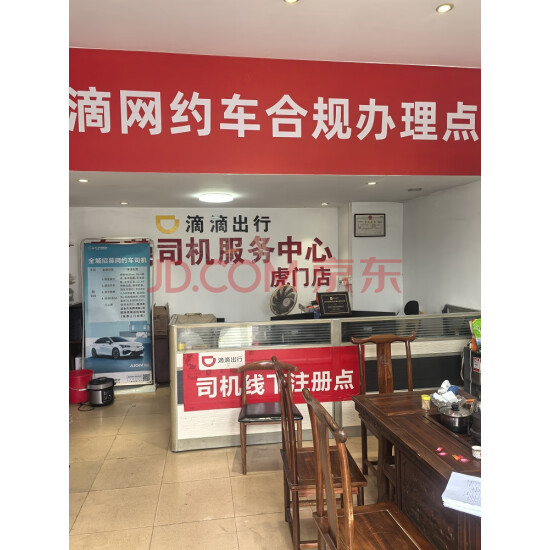 滴网约车合规办理点
滴滴出行
司机服务中心
虎门店
JD.COM 京东
全城招募网约车司机
滴滴出行
司机线下注册点